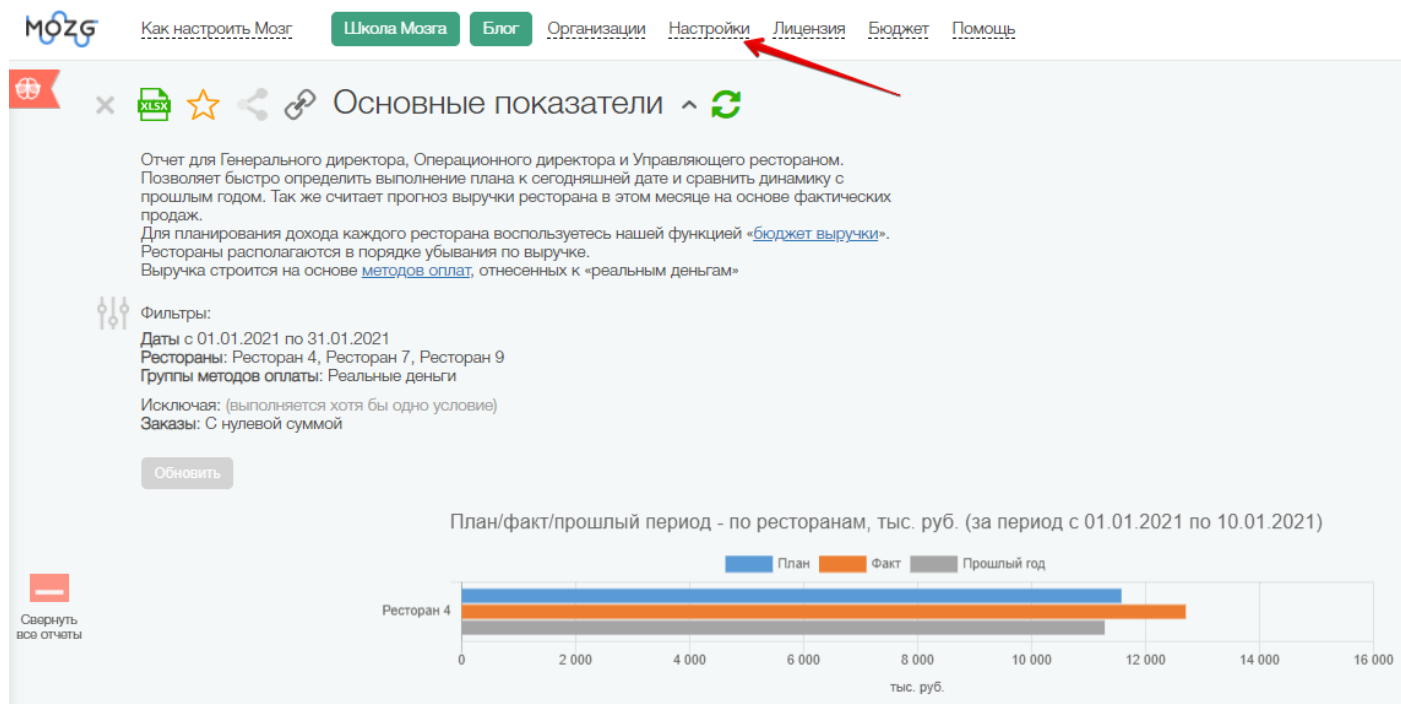 MOZG
Как настроить Мозг Школа Мозга Блог Организации Настройки Лицензия Бюджет Помощь
XLSX Основные показатели
Отчет для Генерального директора, Операционного директора и Управляющего рестораном.
Позволяет быстро определить выполнение плана к сегодняшней дате и сравнить динамику с
прошлым годом. Так же считает прогноз выручки ресторана в этом месяце на основе фактических
продаж.
Для планирования дохода каждого ресторана воспользуетесь нашей функцией «бюджет выручки».
Рестораны располагаются в порядке убывания по выручке.
Выручка строится на основе методов оплат, отнесенных к «реальным деньгам»
Фильтры:
Даты с 01.01.2021 по 31.01.2021
Рестораны: Ресторан 4, Ресторан 7, Ресторан 9
Группы методов оплаты: Реальные деньги
Исключая: (выполняется хотя бы одно условие)
Заказы: С нулевой суммой
Обновить
План/факт/прошлый период - по ресторанам, тыс. руб. (за период с 01.01.2021 по 10.01.2021)
План Факт Прошлый год
Ресторан 4
0 2 000 4 000 6 000 8 000 10 000 12 000 14 000 16 000
тыс. руб.
Свернуть
все отчеты